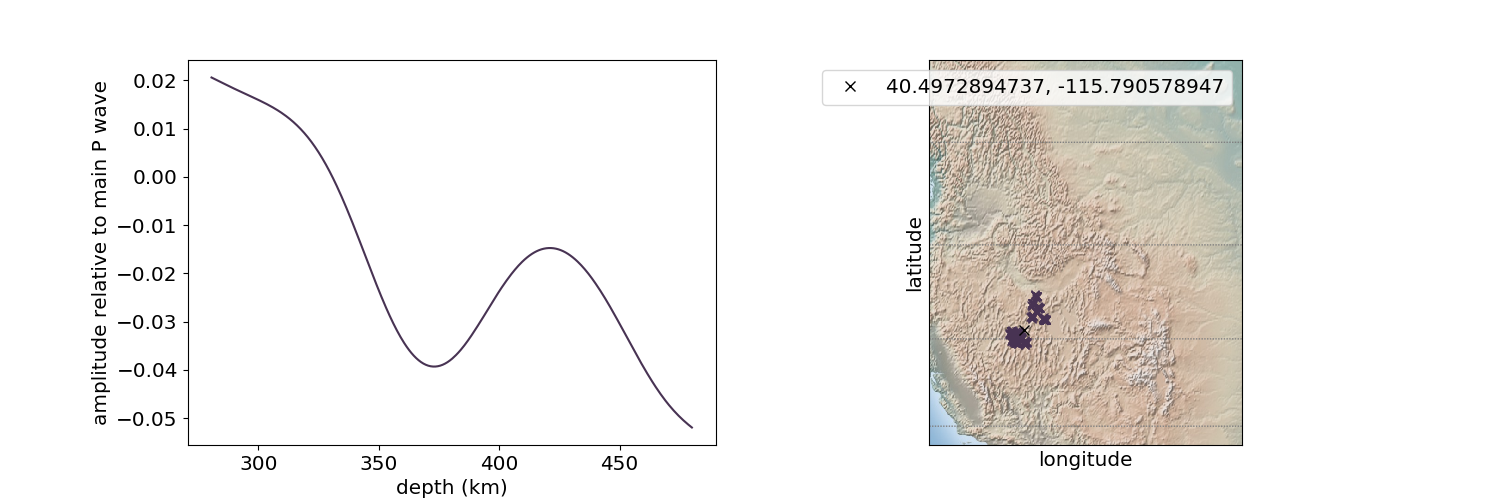 amplitude relative to main P wave
0.02
0.01
0.00
−0.01
−0.02
−0.03
−0.04
−0.05
300 350 400 450
depth (km)
× 40.4972894737, -115.790578947
latitude
longitude